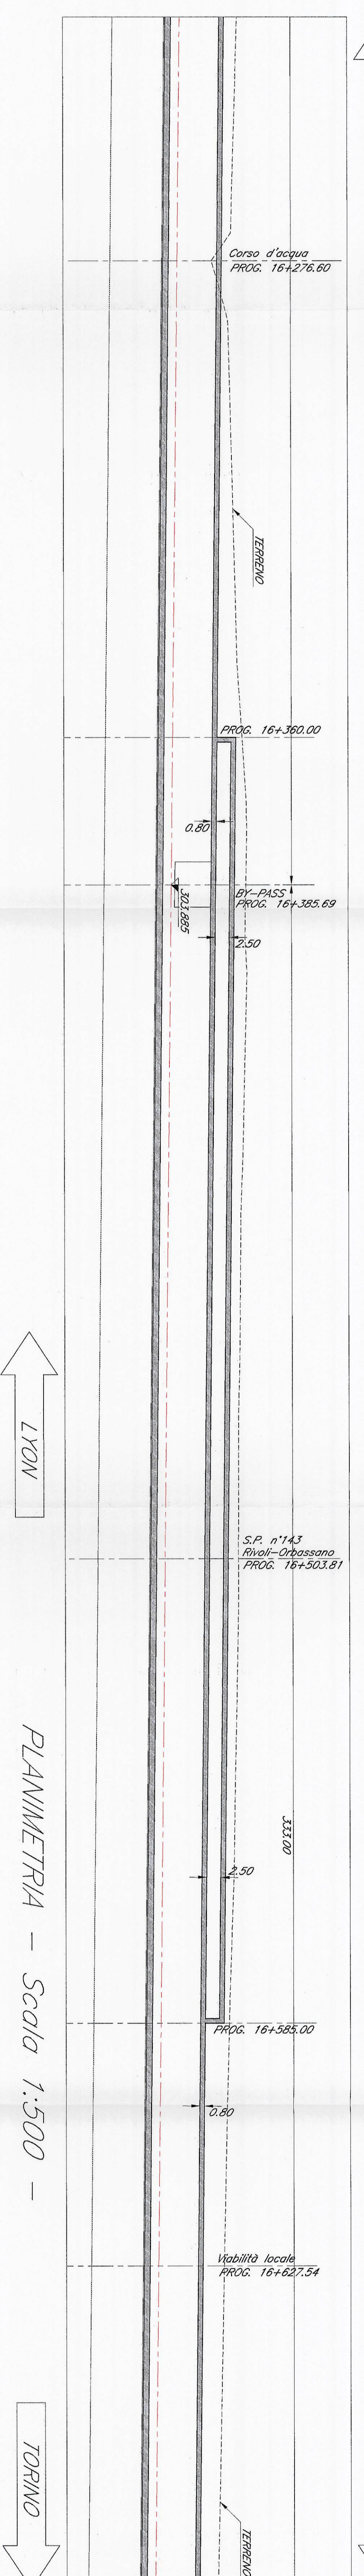 Corso d'acqua
PROG. 16+276.60
TERRENO
PROG. 16+360.00
0.80
303.885
BY-PASS
PROG. 16+385.69
2.50
LYON
S.P. n°143
Rivoli-Orbassano
PROG. 16+503.81
333.00
2.50
PLANIMETRIA - Scala 1:500 -
PROG. 16+585.00
0.80
Viabilità locale
PROG. 16+627.54
TORINO
TERRENO